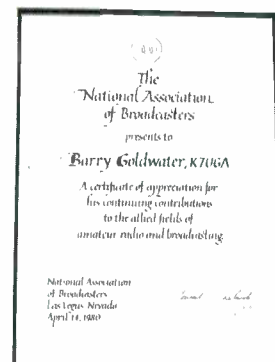 The
National Association
of Broadcasters
presents to
Barry Goldwater, K7UGA
A certificate of appreciation for
his continuing contributions
to the allied fields of
amateur radio and broadcasting.
National Association
of Broadcasters
Las Vegas, Nevada
April 14, 1980